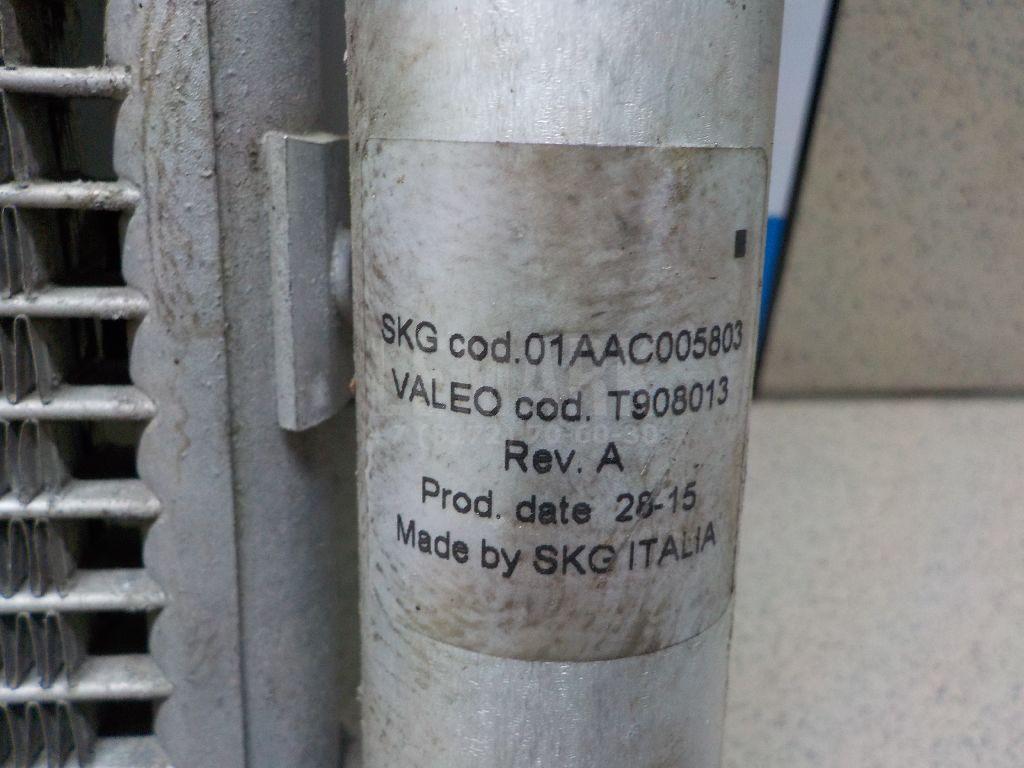 SKG cod.01AAC005803
VALEO cod. T908013
Rev. A
Prod. date 28-15
Made by SKG ITALIA